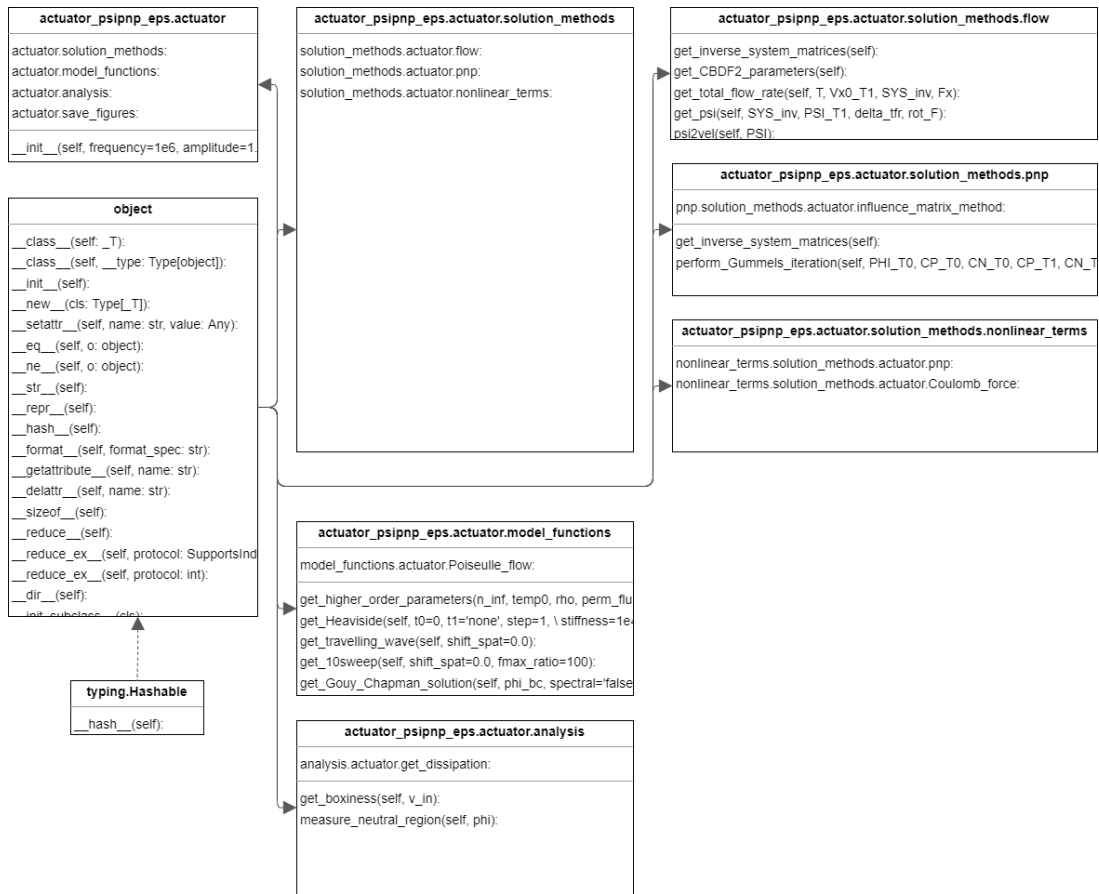 actuator_psipnp_eps.actuator
actuator.solution_methods:
actuator.model_functions:
actuator.analysis:
actuator.save_figures:
__init__(self, frequency=1e6, amplitude=1.
object
__class__(self: _T):
__class__(self, __type: Type[object]):
__init__(self):
__new__(cls: Type[_T]):
__setattr__(self, name: str, value: Any):
__eq__(self, o: object):
__ne__(self, o: object):
__str__(self):
__repr__(self):
__hash__(self):
__format__(self, format_spec: str):
__getattribute__(self, name: str):
__delattr__(self, name: str):
__sizeof__(self):
__reduce__(self):
__reduce_ex__(self, protocol: SupportsInd
__reduce_ex__(self, protocol: int):
__dir__(self):
__init_subclass__(cls):
typing.Hashable
__hash__(self):
actuator_psipnp_eps.actuator.solution_methods
solution_methods.actuator.flow:
solution_methods.actuator.pnp:
solution_methods.actuator.nonlinear_terms:
actuator_psipnp_eps.actuator.model_functions
model_functions.actuator.Poiseulle_flow:
get_higher_order_parameters(n_inf, temp0, rho, perm_flu
get_Heaviside(self, t0=0, t1='none', step=1, \ stiffness=1e4
get_travelling_wave(self, shift_spat=0.0):
get_10sweep(self, shift_spat=0.0, fmax_ratio=100):
get_Gouy_Chapman_solution(self, phi_bc, spectral='false
actuator_psipnp_eps.actuator.analysis
analysis.actuator.get_dissipation:
get_boxiness(self, v_in):
measure_neutral_region(self, phi):
actuator_psipnp_eps.actuator.solution_methods.flow
get_inverse_system_matrices(self):
get_CBDF2_parameters(self):
get_total_flow_rate(self, T, Vx0_T1, SYS_inv, Fx):
get_psi(self, SYS_inv, PSI_T1, delta_tfr, rot_F):
psi2vel(self, PSI):
actuator_psipnp_eps.actuator.solution_methods.pnp
pnp.solution_methods.actuator.influence_matrix_method:
get_inverse_system_matrices(self):
perform_Gummels_iteration(self, PHI_T0, CP_T0, CN_T0, CP_T1, CN_T
actuator_psipnp_eps.actuator.solution_methods.nonlinear_terms
nonlinear_terms.solution_methods.actuator.pnp:
nonlinear_terms.solution_methods.actuator.Coulomb_force: